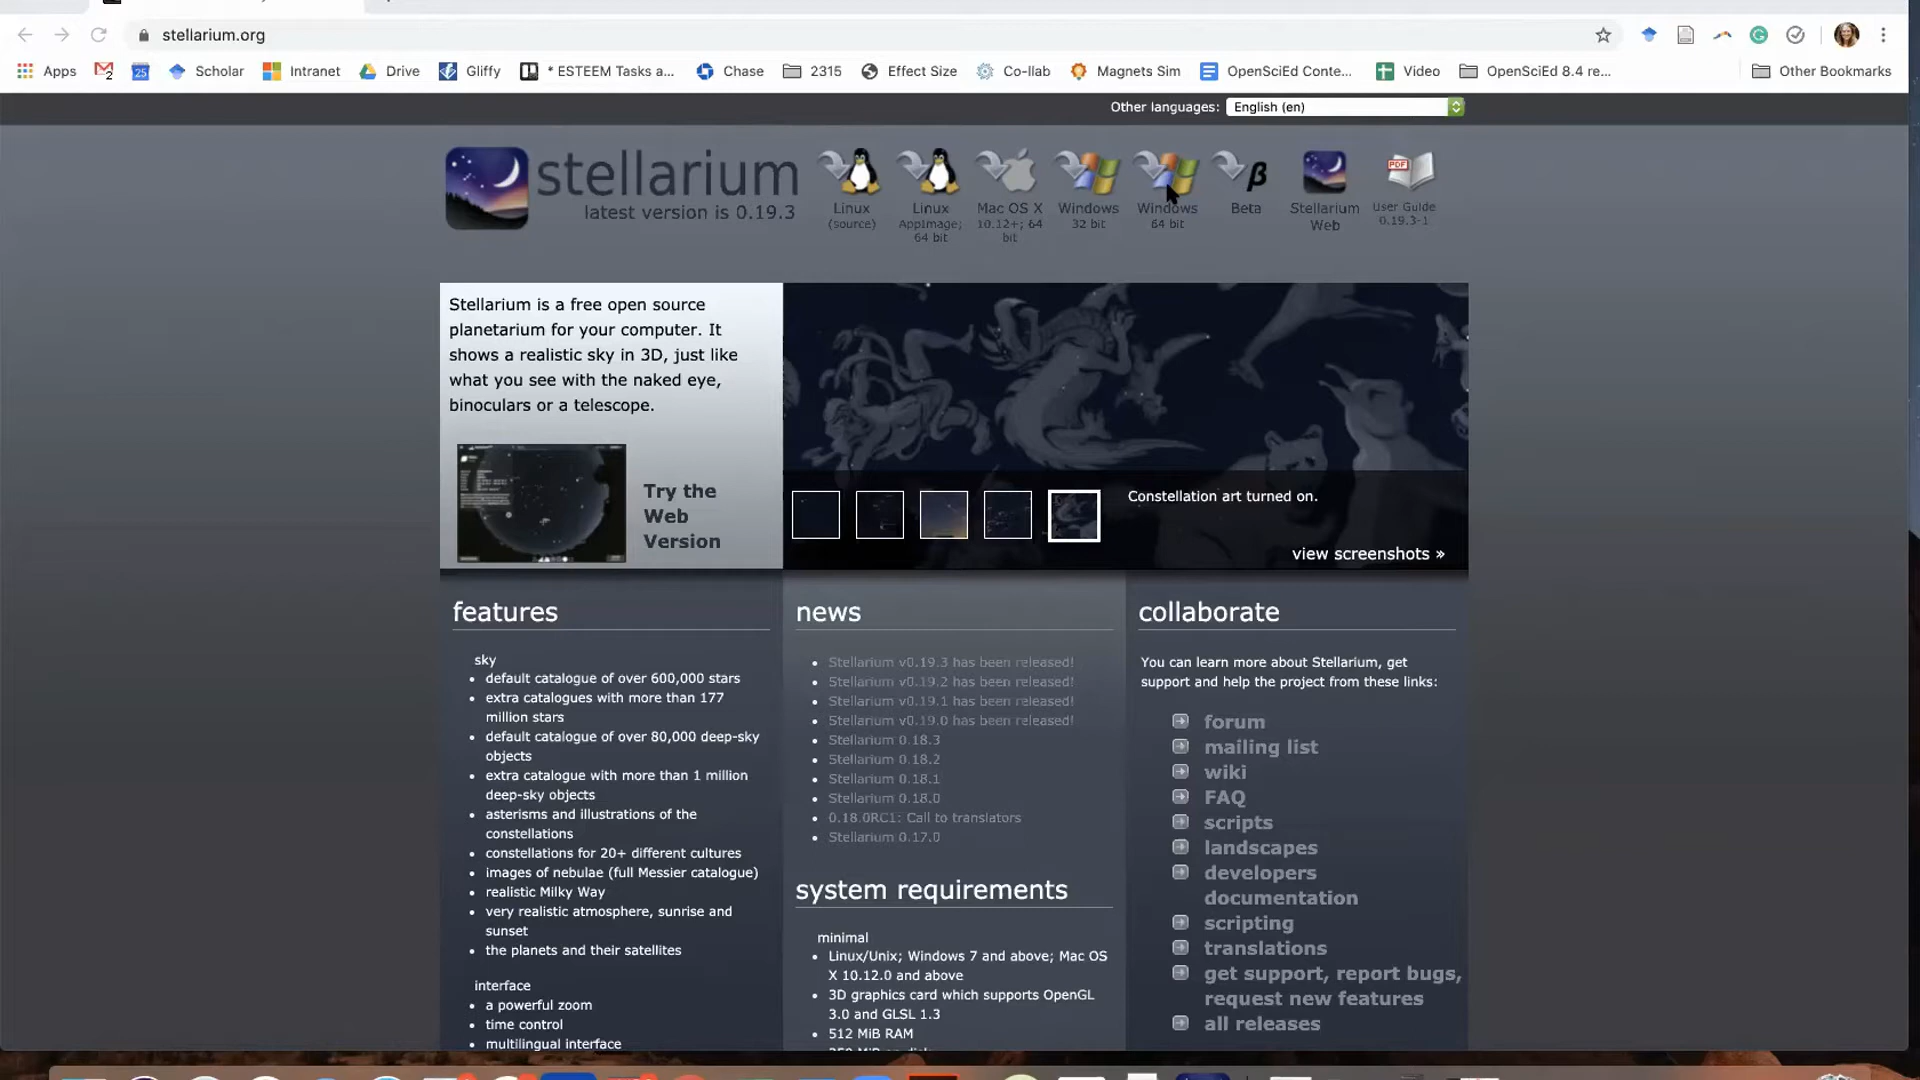 stellarium.org
Apps 2 25 Scholar Intranet Drive Gliffy * ESTEEM Tasks a... Chase 2315 Effect Size Co-llab Magnets Sim OpenSciEd Conte... Video OpenSciEd 8.4 re... Other Bookmarks
Other languages: English (en)
stellarium
latest version is 0.19.3
Linux
(source)
Linux
AppImage;
64 bit
Mac OS X
10.12+; 64
bit
Windows
32 bit
Windows
64 bit
β
Beta
Stellarium
Web
PDF
User Guide
0.19.3-1
Stellarium is a free open source
planetarium for your computer. It
shows a realistic sky in 3D, just like
what you see with the naked eye,
binoculars or a telescope.
Try the
Web
Version
Constellation art turned on.
view screenshots »
features
sky
• default catalogue of over 600,000 stars
• extra catalogues with more than 177
million stars
• default catalogue of over 80,000 deep-sky
objects
• extra catalogue with more than 1 million
deep-sky objects
• asterisms and illustrations of the
constellations
• constellations for 20+ different cultures
• images of nebulae (full Messier catalogue)
• realistic Milky Way
• very realistic atmosphere, sunrise and
sunset
• the planets and their satellites
interface
• a powerful zoom
• time control
• multilingual interface
news
• Stellarium v0.19.3 has been released!
• Stellarium v0.19.2 has been released!
• Stellarium v0.19.1 has been released!
• Stellarium v0.19.0 has been released!
• Stellarium 0.18.3
• Stellarium 0.18.2
• Stellarium 0.18.1
• Stellarium 0.18.0
• 0.18.0RC1: Call to translators
• Stellarium 0.17.0
system requirements
minimal
• Linux/Unix; Windows 7 and above; Mac OS
X 10.12.0 and above
• 3D graphics card which supports OpenGL
3.0 and GLSL 1.3
• 512 MiB RAM
collaborate
You can learn more about Stellarium, get
support and help the project from these links:
forum
mailing list
wiki
FAQ
scripts
landscapes
developers
documentation
scripting
translations
get support, report bugs,
request new features
all releases